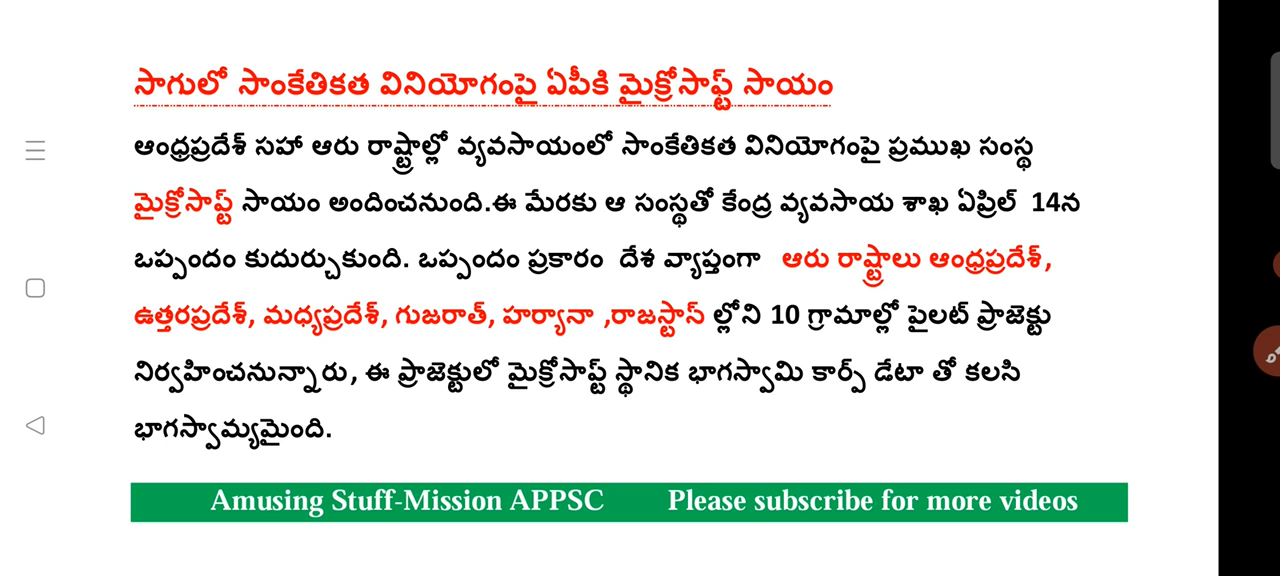 సాగులో సాంకేతికత వినియోగంపై ఏపీకి మైక్రోసాఫ్ట్ సాయం
ఆంధ్రప్రదేశ్ సహా ఆరు రాష్ట్రాల్లో వ్యవసాయంలో సాంకేతికత వినియోగంపై ప్రముఖ సంస్థ
మైక్రోసాఫ్ట్ సాయం అందించనుంది.ఈ మేరకు ఆ సంస్థతో కేంద్ర వ్యవసాయ శాఖ ఏప్రిల్ 14న
ఒప్పందం కుదుర్చుకుంది. ఒప్పందం ప్రకారం దేశ వ్యాప్తంగా ఆరు రాష్ట్రాలు ఆంధ్రప్రదేశ్,
ఉత్తరప్రదేశ్, మధ్యప్రదేశ్, గుజరాత్, హర్యానా ,రాజస్టాస్ ల్లోని 10 గ్రామాల్లో పైలట్ ప్రాజెక్టు
నిర్వహించనున్నారు, ఈ ప్రాజెక్టులో మైక్రోసాఫ్ట్ స్థానిక భాగస్వామి కార్ప్ డేటా తో కలసి
భాగస్వామ్యమైంది.
Amusing Stuff-Mission APPSC Please subscribe for more videos